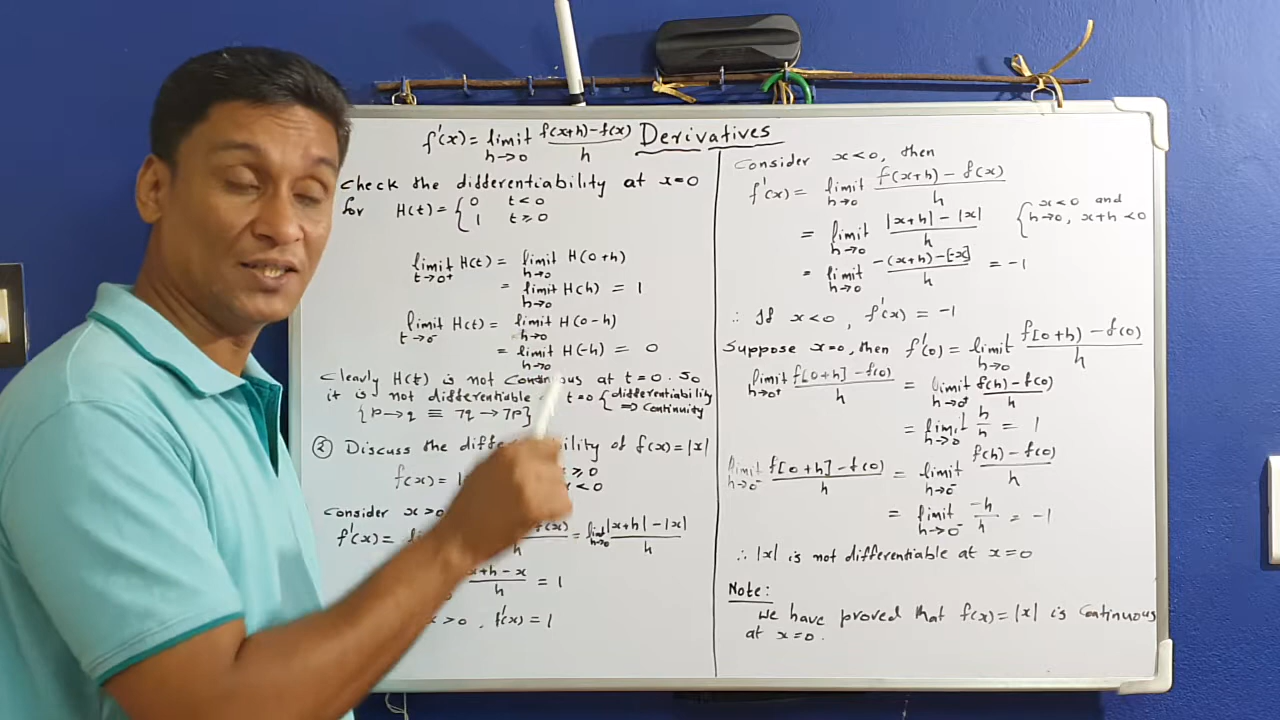 f'(x) = limit h→0 f(x+h) − f(x) / h Derivatives
Check the differentiability at x=0
for H(t) = { 0 t<0
1 t≥0
limit t→0⁺ H(t) = limit h→0 H(0+h)
= limit h→0 H(h) = 1
limit t→0⁻ H(t) = limit h→0 H(0−h)
= limit h→0 H(−h) = 0
Clearly H(t) is not continuous at t=0. So
it is not differentiable t=0 { differentiability
⇒ continuity
{p→q ≡ ¬q→¬p}
② Discuss the differentiability of f(x)=|x|
f(x) = ≥ 0
< 0
Consider x>0
f'(x) = f(x) / h = limit h→0 |x+h| − |x| / h
x+h−x / h = 1
x>0, f'(x) = 1
Consider x<0, then
f'(x) = limit h→0 f(x+h) − f(x) / h
= limit h→0 |x+h| − |x| / h { x<0 and
h→0, x+h<0
= limit h→0 −(x+h) − [−x] / h = −1
∴ If x<0, f'(x) = −1
Suppose x=0, then f'(0) = limit h→0 f[0+h) − f(0) / h
limit h→0⁺ f[0+h] − f(0) / h = limit h→0⁺ f(h) − f(0) / h
= limit h→0 h / h = 1
limit h→0⁻ f[0+h] − f(0) / h = limit h→0⁻ f(h) − f(0) / h
= limit h→0⁻ −h / h = −1
∴ |x| is not differentiable at x=0
Note:
We have proved that f(x)=|x| is continuous
at x=0.